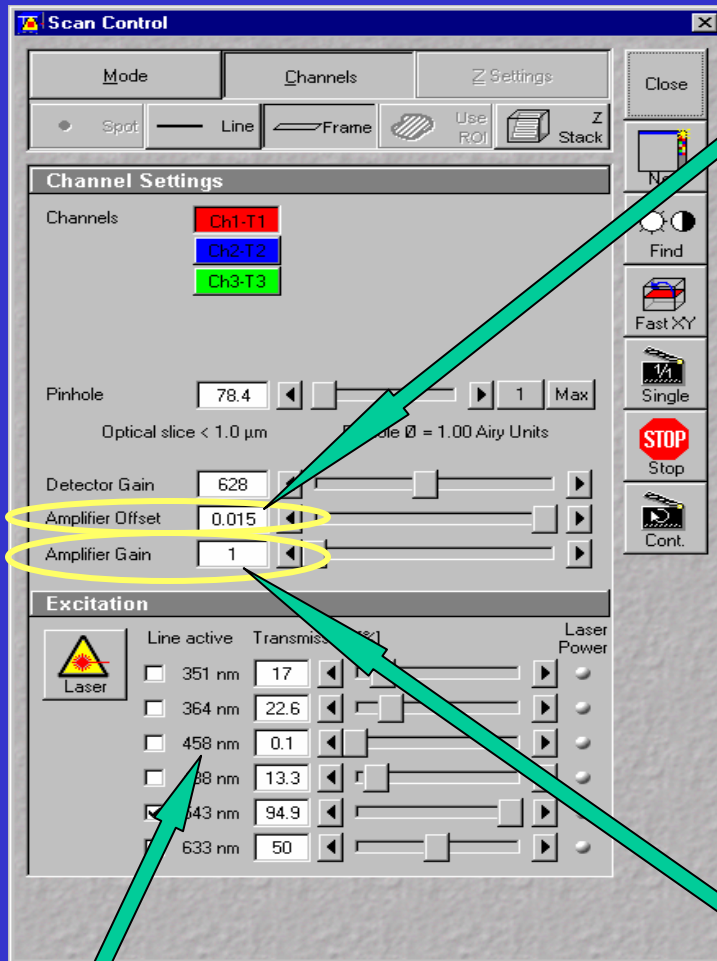 Scan Control
Mode Channels Z Settings Close
Spot Line Frame Use ROI Z Stack
Channel Settings
Channels Ch1-T1
Ch2-T2
Ch3-T3
Find
Fast XY
Pinhole 78.4 1 Max
1/1
Single
Optical slice < 1.0 µm Ø = 1.00 Airy Units
STOP
Stop
Detector Gain 628
Amplifier Offset 0.015
Amplifier Gain 1
Cont.
Excitation
Line active Laser Power
Laser
351 nm 17
364 nm 22.6
458 nm 0.1
nm 13.3
nm 94.9
633 nm 50